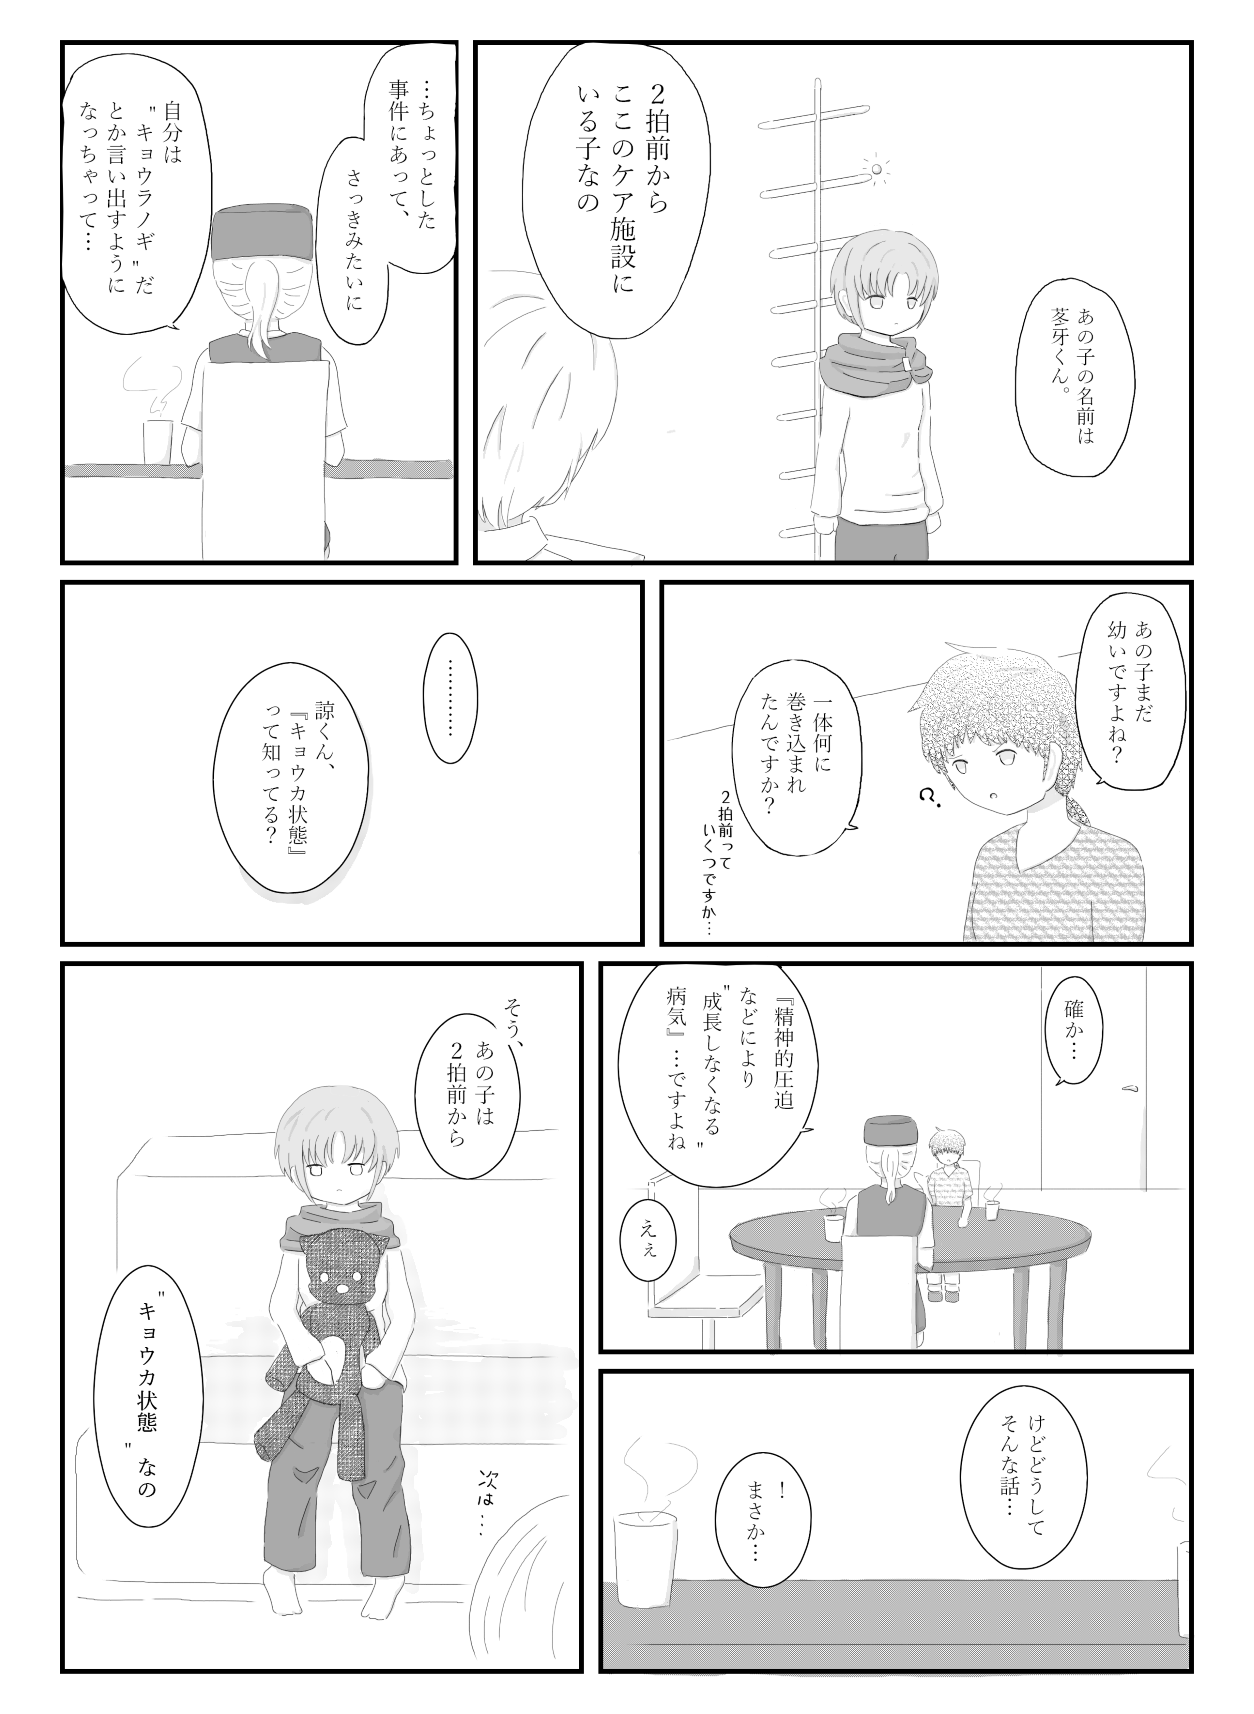 あの子の名前は
茎牙くん。
２拍前から
ここのケア施設に
いる子なの
…ちょっとした
事件にあって、
さっきみたいに
自分は
"キョウラノギ"だ
とか言い出すように
なっちゃって…
あの子まだ
幼いですよね？
一体何に
巻き込まれ
たんですか？
２拍前って
いくつですか…
?
…………
諒くん、
『キョウカ状態』
って知ってる？
確か…
『精神的圧迫
などにより
"成長しなくなる"
病気』…ですよね
えぇ
けどどうして
そんな話…
！
まさか…
そう、
あの子は
２拍前から
"キョウカ状態"なの
次は…